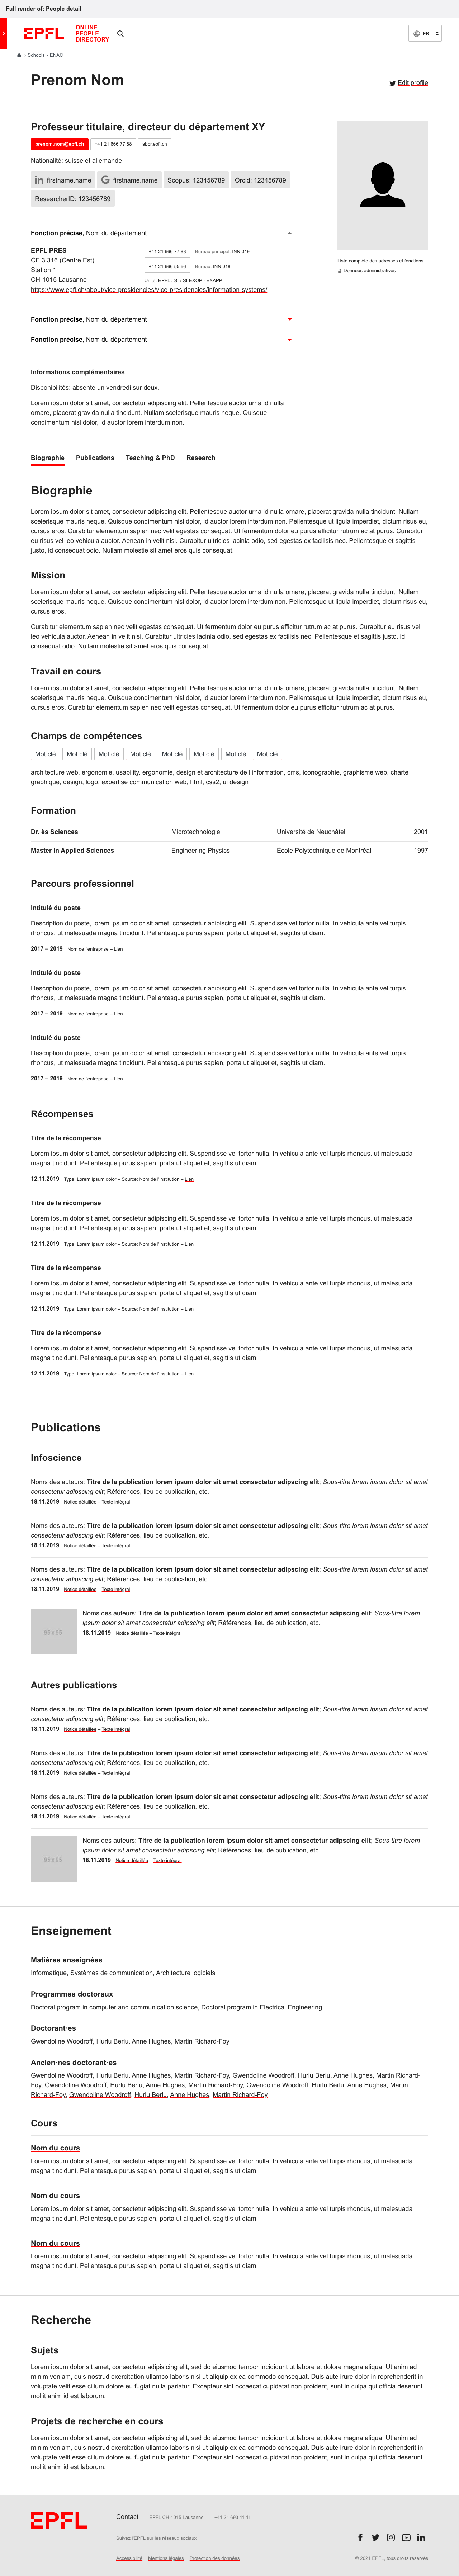 Full render of: People detail
EPFL ONLINE
PEOPLE
DIRECTORY
FR
› Schools › ENAC
Prenom Nom
Edit profile
Professeur titulaire, directeur du département XY
prenom.nom@epfl.ch +41 21 666 77 88 abbr.epfl.ch
Nationalité: suisse et allemande
firstname.name firstname.name Scopus: 123456789 Orcid: 123456789
ResearcherID: 123456789
Liste complète des adresses et fonctions
Données administratives
Fonction précise, Nom du département
EPFL PRES
CE 3 316 (Centre Est)
Station 1
CH-1015 Lausanne
+41 21 666 77 88 Bureau principal: INN 019
+41 21 666 55 66 Bureau: INN 018
Unité: EPFL › SI › SI-EXOP › EXAPP
https://www.epfl.ch/about/vice-presidencies/vice-presidencies/information-systems/
Fonction précise, Nom du département
Fonction précise, Nom du département
Informations complémentaires
Disponibilités: absente un vendredi sur deux.
Lorem ipsum dolor sit amet, consectetur adipiscing elit. Pellentesque auctor urna id nulla
ornare, placerat gravida nulla tincidunt. Nullam scelerisque mauris neque. Quisque
condimentum nisl dolor, id auctor lorem interdum non.
Biographie Publications Teaching & PhD Research
Biographie
Lorem ipsum dolor sit amet, consectetur adipiscing elit. Pellentesque auctor urna id nulla ornare, placerat gravida nulla tincidunt. Nullam
scelerisque mauris neque. Quisque condimentum nisl dolor, id auctor lorem interdum non. Pellentesque ut ligula imperdiet, dictum risus eu,
cursus eros. Curabitur elementum sapien nec velit egestas consequat. Ut fermentum dolor eu purus efficitur rutrum ac at purus. Curabitur
eu risus vel leo vehicula auctor. Aenean in velit nisi. Curabitur ultricies lacinia odio, sed egestas ex facilisis nec. Pellentesque et sagittis
justo, id consequat odio. Nullam molestie sit amet eros quis consequat.
Mission
Lorem ipsum dolor sit amet, consectetur adipiscing elit. Pellentesque auctor urna id nulla ornare, placerat gravida nulla tincidunt. Nullam
scelerisque mauris neque. Quisque condimentum nisl dolor, id auctor lorem interdum non. Pellentesque ut ligula imperdiet, dictum risus eu,
cursus eros.
Curabitur elementum sapien nec velit egestas consequat. Ut fermentum dolor eu purus efficitur rutrum ac at purus. Curabitur eu risus vel
leo vehicula auctor. Aenean in velit nisi. Curabitur ultricies lacinia odio, sed egestas ex facilisis nec. Pellentesque et sagittis justo, id
consequat odio. Nullam molestie sit amet eros quis consequat.
Travail en cours
Lorem ipsum dolor sit amet, consectetur adipiscing elit. Pellentesque auctor urna id nulla ornare, placerat gravida nulla tincidunt. Nullam
scelerisque mauris neque. Quisque condimentum nisl dolor, id auctor lorem interdum non. Pellentesque ut ligula imperdiet, dictum risus eu,
cursus eros. Curabitur elementum sapien nec velit egestas consequat. Ut fermentum dolor eu purus efficitur rutrum ac at purus.
Champs de compétences
Mot clé Mot clé Mot clé Mot clé Mot clé Mot clé Mot clé Mot clé
architecture web, ergonomie, usability, ergonomie, design et architecture de l'information, cms, iconographie, graphisme web, charte
graphique, design, logo, expertise communication web, html, css2, ui design
Formation
Dr. ès Sciences Microtechnologie Université de Neuchâtel 2001
Master in Applied Sciences Engineering Physics École Polytechnique de Montréal 1997
Parcours professionnel
Intitulé du poste
Description du poste, lorem ipsum dolor sit amet, consectetur adipiscing elit. Suspendisse vel tortor nulla. In vehicula ante vel turpis
rhoncus, ut malesuada magna tincidunt. Pellentesque purus sapien, porta ut aliquet et, sagittis ut diam.
2017 – 2019 Nom de l'entreprise – Lien
Intitulé du poste
Description du poste, lorem ipsum dolor sit amet, consectetur adipiscing elit. Suspendisse vel tortor nulla. In vehicula ante vel turpis
rhoncus, ut malesuada magna tincidunt. Pellentesque purus sapien, porta ut aliquet et, sagittis ut diam.
2017 – 2019 Nom de l'entreprise – Lien
Intitulé du poste
Description du poste, lorem ipsum dolor sit amet, consectetur adipiscing elit. Suspendisse vel tortor nulla. In vehicula ante vel turpis
rhoncus, ut malesuada magna tincidunt. Pellentesque purus sapien, porta ut aliquet et, sagittis ut diam.
2017 – 2019 Nom de l'entreprise – Lien
Récompenses
Titre de la récompense
Lorem ipsum dolor sit amet, consectetur adipiscing elit. Suspendisse vel tortor nulla. In vehicula ante vel turpis rhoncus, ut malesuada
magna tincidunt. Pellentesque purus sapien, porta ut aliquet et, sagittis ut diam.
12.11.2019 Type: Lorem ipsum dolor – Source: Nom de l'institution – Lien
Titre de la récompense
Lorem ipsum dolor sit amet, consectetur adipiscing elit. Suspendisse vel tortor nulla. In vehicula ante vel turpis rhoncus, ut malesuada
magna tincidunt. Pellentesque purus sapien, porta ut aliquet et, sagittis ut diam.
12.11.2019 Type: Lorem ipsum dolor – Source: Nom de l'institution – Lien
Titre de la récompense
Lorem ipsum dolor sit amet, consectetur adipiscing elit. Suspendisse vel tortor nulla. In vehicula ante vel turpis rhoncus, ut malesuada
magna tincidunt. Pellentesque purus sapien, porta ut aliquet et, sagittis ut diam.
12.11.2019 Type: Lorem ipsum dolor – Source: Nom de l'institution – Lien
Titre de la récompense
Lorem ipsum dolor sit amet, consectetur adipiscing elit. Suspendisse vel tortor nulla. In vehicula ante vel turpis rhoncus, ut malesuada
magna tincidunt. Pellentesque purus sapien, porta ut aliquet et, sagittis ut diam.
12.11.2019 Type: Lorem ipsum dolor – Source: Nom de l'institution – Lien
Publications
Infoscience
Noms des auteurs: Titre de la publication lorem ipsum dolor sit amet consectetur adipscing elit; Sous-titre lorem ipsum dolor sit amet
consectetur adipscing elit; Références, lieu de publication, etc.
18.11.2019 Notice détaillée – Texte intégral
Noms des auteurs: Titre de la publication lorem ipsum dolor sit amet consectetur adipscing elit; Sous-titre lorem ipsum dolor sit amet
consectetur adipscing elit; Références, lieu de publication, etc.
18.11.2019 Notice détaillée – Texte intégral
Noms des auteurs: Titre de la publication lorem ipsum dolor sit amet consectetur adipscing elit; Sous-titre lorem ipsum dolor sit amet
consectetur adipscing elit; Références, lieu de publication, etc.
18.11.2019 Notice détaillée – Texte intégral
Noms des auteurs: Titre de la publication lorem ipsum dolor sit amet consectetur adipscing elit; Sous-titre lorem
ipsum dolor sit amet consectetur adipscing elit; Références, lieu de publication, etc.
18.11.2019 Notice détaillée – Texte intégral
Autres publications
Noms des auteurs: Titre de la publication lorem ipsum dolor sit amet consectetur adipscing elit; Sous-titre lorem ipsum dolor sit amet
consectetur adipscing elit; Références, lieu de publication, etc.
18.11.2019 Notice détaillée – Texte intégral
Noms des auteurs: Titre de la publication lorem ipsum dolor sit amet consectetur adipscing elit; Sous-titre lorem ipsum dolor sit amet
consectetur adipscing elit; Références, lieu de publication, etc.
18.11.2019 Notice détaillée – Texte intégral
Noms des auteurs: Titre de la publication lorem ipsum dolor sit amet consectetur adipscing elit; Sous-titre lorem ipsum dolor sit amet
consectetur adipscing elit; Références, lieu de publication, etc.
18.11.2019 Notice détaillée – Texte intégral
Noms des auteurs: Titre de la publication lorem ipsum dolor sit amet consectetur adipscing elit; Sous-titre lorem
ipsum dolor sit amet consectetur adipscing elit; Références, lieu de publication, etc.
18.11.2019 Notice détaillée – Texte intégral
Enseignement
Matières enseignées
Informatique, Systèmes de communication, Architecture logiciels
Programmes doctoraux
Doctoral program in computer and communication science, Doctoral program in Electrical Engineering
Doctorant·es
Gwendoline Woodroff, Hurlu Berlu, Anne Hughes, Martin Richard-Foy
Ancien·nes doctorant·es
Gwendoline Woodroff, Hurlu Berlu, Anne Hughes, Martin Richard-Foy, Gwendoline Woodroff, Hurlu Berlu, Anne Hughes, Martin Richard-
Foy, Gwendoline Woodroff, Hurlu Berlu, Anne Hughes, Martin Richard-Foy, Gwendoline Woodroff, Hurlu Berlu, Anne Hughes, Martin
Richard-Foy, Gwendoline Woodroff, Hurlu Berlu, Anne Hughes, Martin Richard-Foy
Cours
Nom du cours
Lorem ipsum dolor sit amet, consectetur adipiscing elit. Suspendisse vel tortor nulla. In vehicula ante vel turpis rhoncus, ut malesuada
magna tincidunt. Pellentesque purus sapien, porta ut aliquet et, sagittis ut diam.
Nom du cours
Lorem ipsum dolor sit amet, consectetur adipiscing elit. Suspendisse vel tortor nulla. In vehicula ante vel turpis rhoncus, ut malesuada
magna tincidunt. Pellentesque purus sapien, porta ut aliquet et, sagittis ut diam.
Nom du cours
Lorem ipsum dolor sit amet, consectetur adipiscing elit. Suspendisse vel tortor nulla. In vehicula ante vel turpis rhoncus, ut malesuada
magna tincidunt. Pellentesque purus sapien, porta ut aliquet et, sagittis ut diam.
Recherche
Sujets
Lorem ipsum dolor sit amet, consectetur adipisicing elit, sed do eiusmod tempor incididunt ut labore et dolore magna aliqua. Ut enim ad
minim veniam, quis nostrud exercitation ullamco laboris nisi ut aliquip ex ea commodo consequat. Duis aute irure dolor in reprehenderit in
voluptate velit esse cillum dolore eu fugiat nulla pariatur. Excepteur sint occaecat cupidatat non proident, sunt in culpa qui officia deserunt
mollit anim id est laborum.
Projets de recherche en cours
Lorem ipsum dolor sit amet, consectetur adipisicing elit, sed do eiusmod tempor incididunt ut labore et dolore magna aliqua. Ut enim ad
minim veniam, quis nostrud exercitation ullamco laboris nisi ut aliquip ex ea commodo consequat. Duis aute irure dolor in reprehenderit in
voluptate velit esse cillum dolore eu fugiat nulla pariatur. Excepteur sint occaecat cupidatat non proident, sunt in culpa qui officia deserunt
mollit anim id est laborum.
EPFL
Contact EPFL CH-1015 Lausanne +41 21 693 11 11
Suivez l'EPFL sur les réseaux sociaux
Accessibilité Mentions légales Protection des données © 2021 EPFL, tous droits réservés